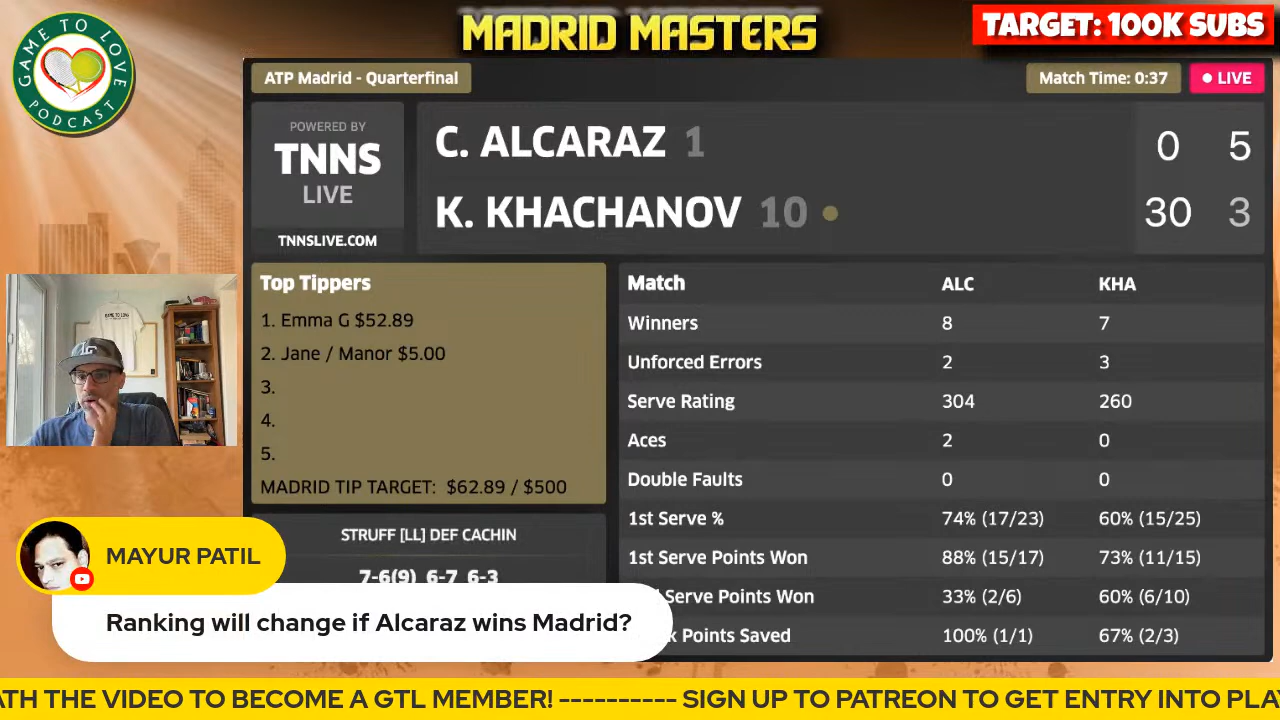 GAME TO LOVE
PODCAST
MADRID MASTERS
TARGET: 100K SUBS
ATP Madrid - Quarterfinal
Match Time: 0:37
LIVE
POWERED BY
TNNS
LIVE
TNNSLIVE.COM
C. ALCARAZ 1 0 5
K. KHACHANOV 10 30 3
Top Tippers
1. Emma G $52.89
2. Jane / Manor $5.00
3.
4.
5.
MADRID TIP TARGET: $62.89 / $500
STRUFF [LL] DEF CACHIN
7-6(9) 6-7 6-3
Match ALC KHA
Winners 8 7
Unforced Errors 2 3
Serve Rating 304 260
Aces 2 0
Double Faults 0 0
1st Serve % 74% (17/23) 60% (15/25)
1st Serve Points Won 88% (15/17) 73% (11/15)
Serve Points Won 33% (2/6) 60% (6/10)
Points Saved 100% (1/1) 67% (2/3)
MAYUR PATIL
Ranking will change if Alcaraz wins Madrid?
ATH THE VIDEO TO BECOME A GTL MEMBER! ---------- SIGN UP TO PATREON TO GET ENTRY INTO PLA